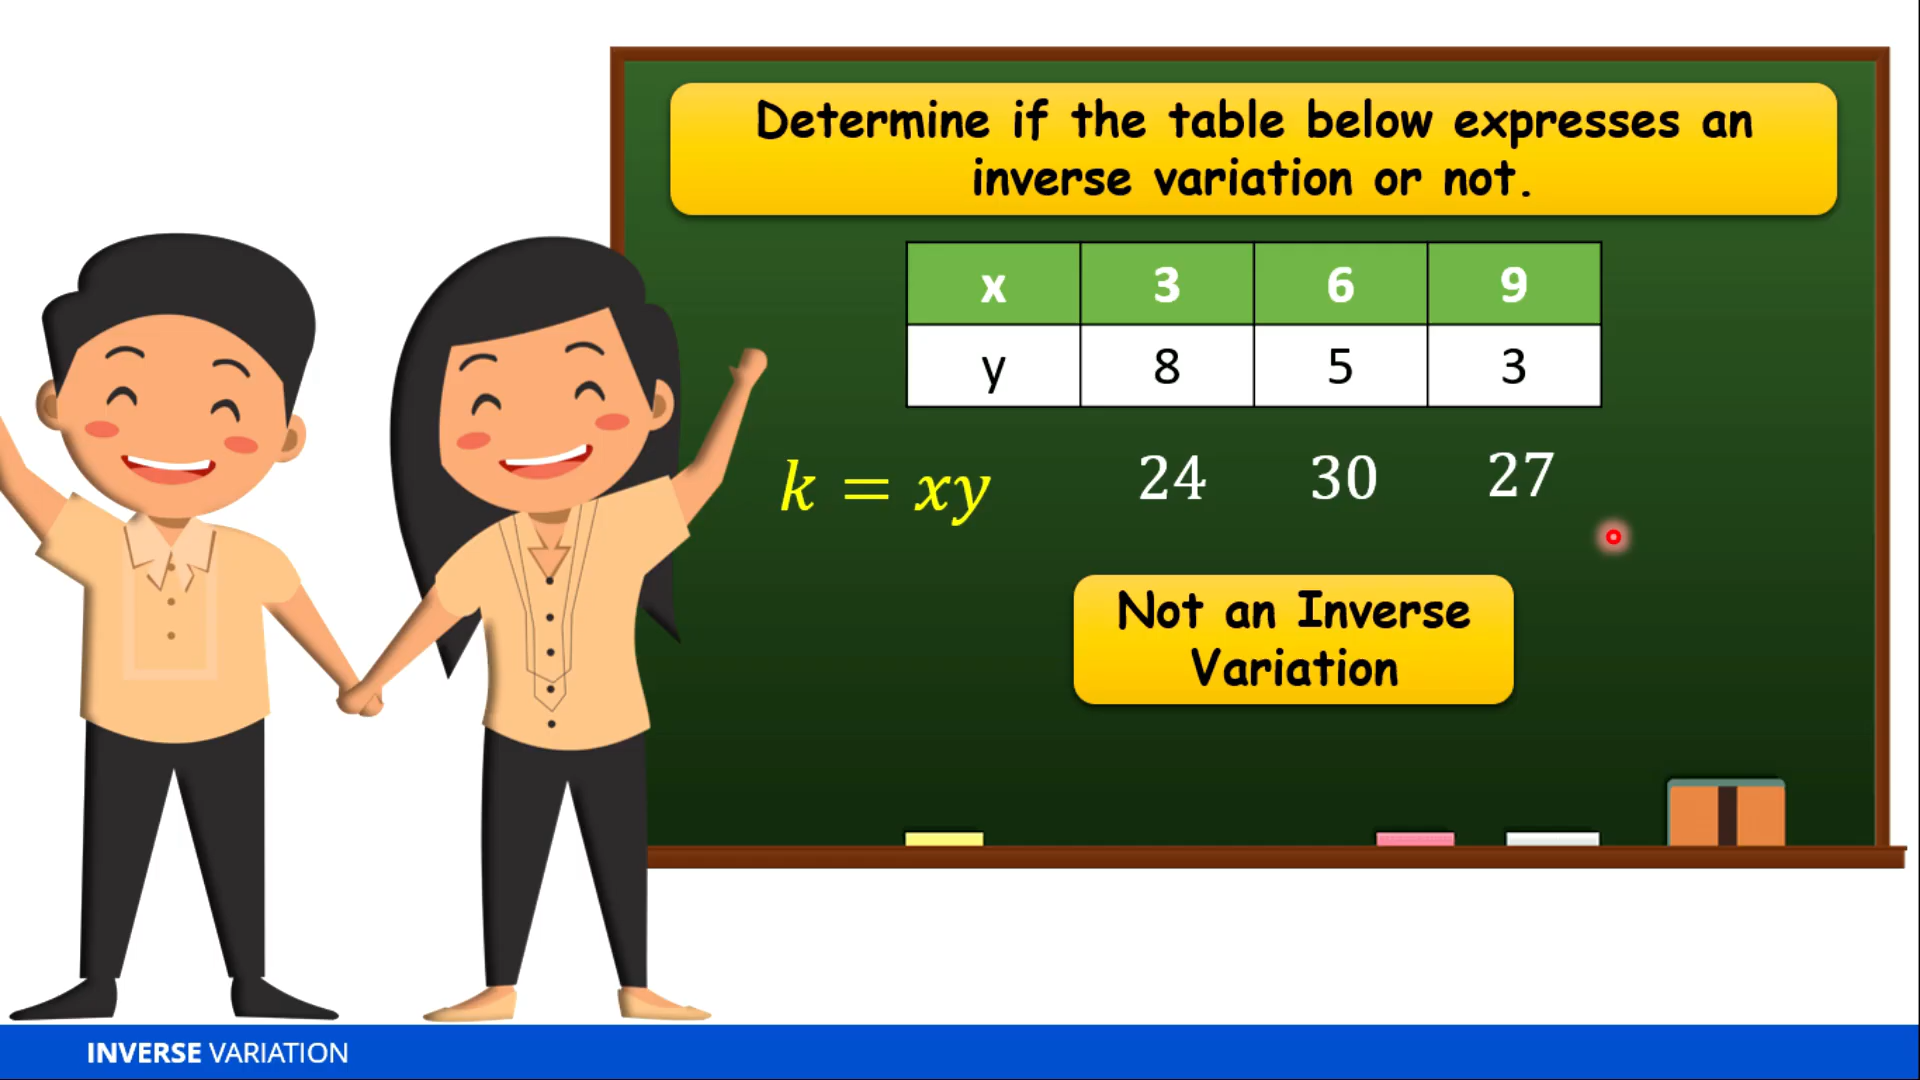 Determine if the table below expresses an
inverse variation or not.
x 3 6 9
y 8 5 3
k = xy 24 30 27
Not an Inverse
Variation
INVERSE VARIATION